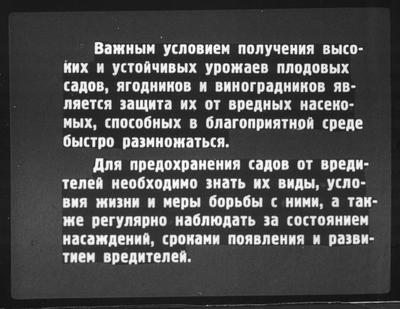 Важным условием получения высо-
ких и устойчивых урожаев плодовых
садов, ягодников и виноградников яв-
ляется защита их от вредных насеко-
мых, способных в благоприятной среде
быстро размножаться.
Для предохранения садов от вреди-
телей необходимо знать их виды, усло-
вия жизни и меры борьбы с ними, а так-
же регулярно наблюдать за состоянием
насаждений, сроками появления и разви-
тием вредителей.